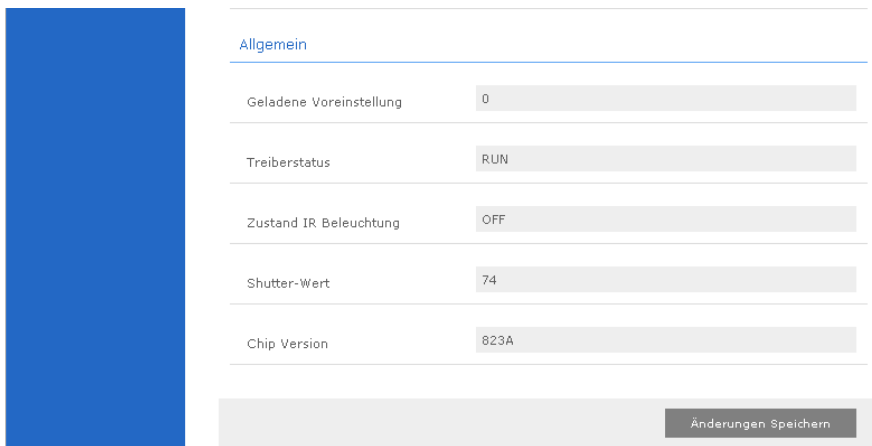 Allgemein
Geladene Voreinstellung 0
Treiberstatus RUN
Zustand IR Beleuchtung OFF
Shutter-Wert 74
Chip Version 823A
Änderungen Speichern